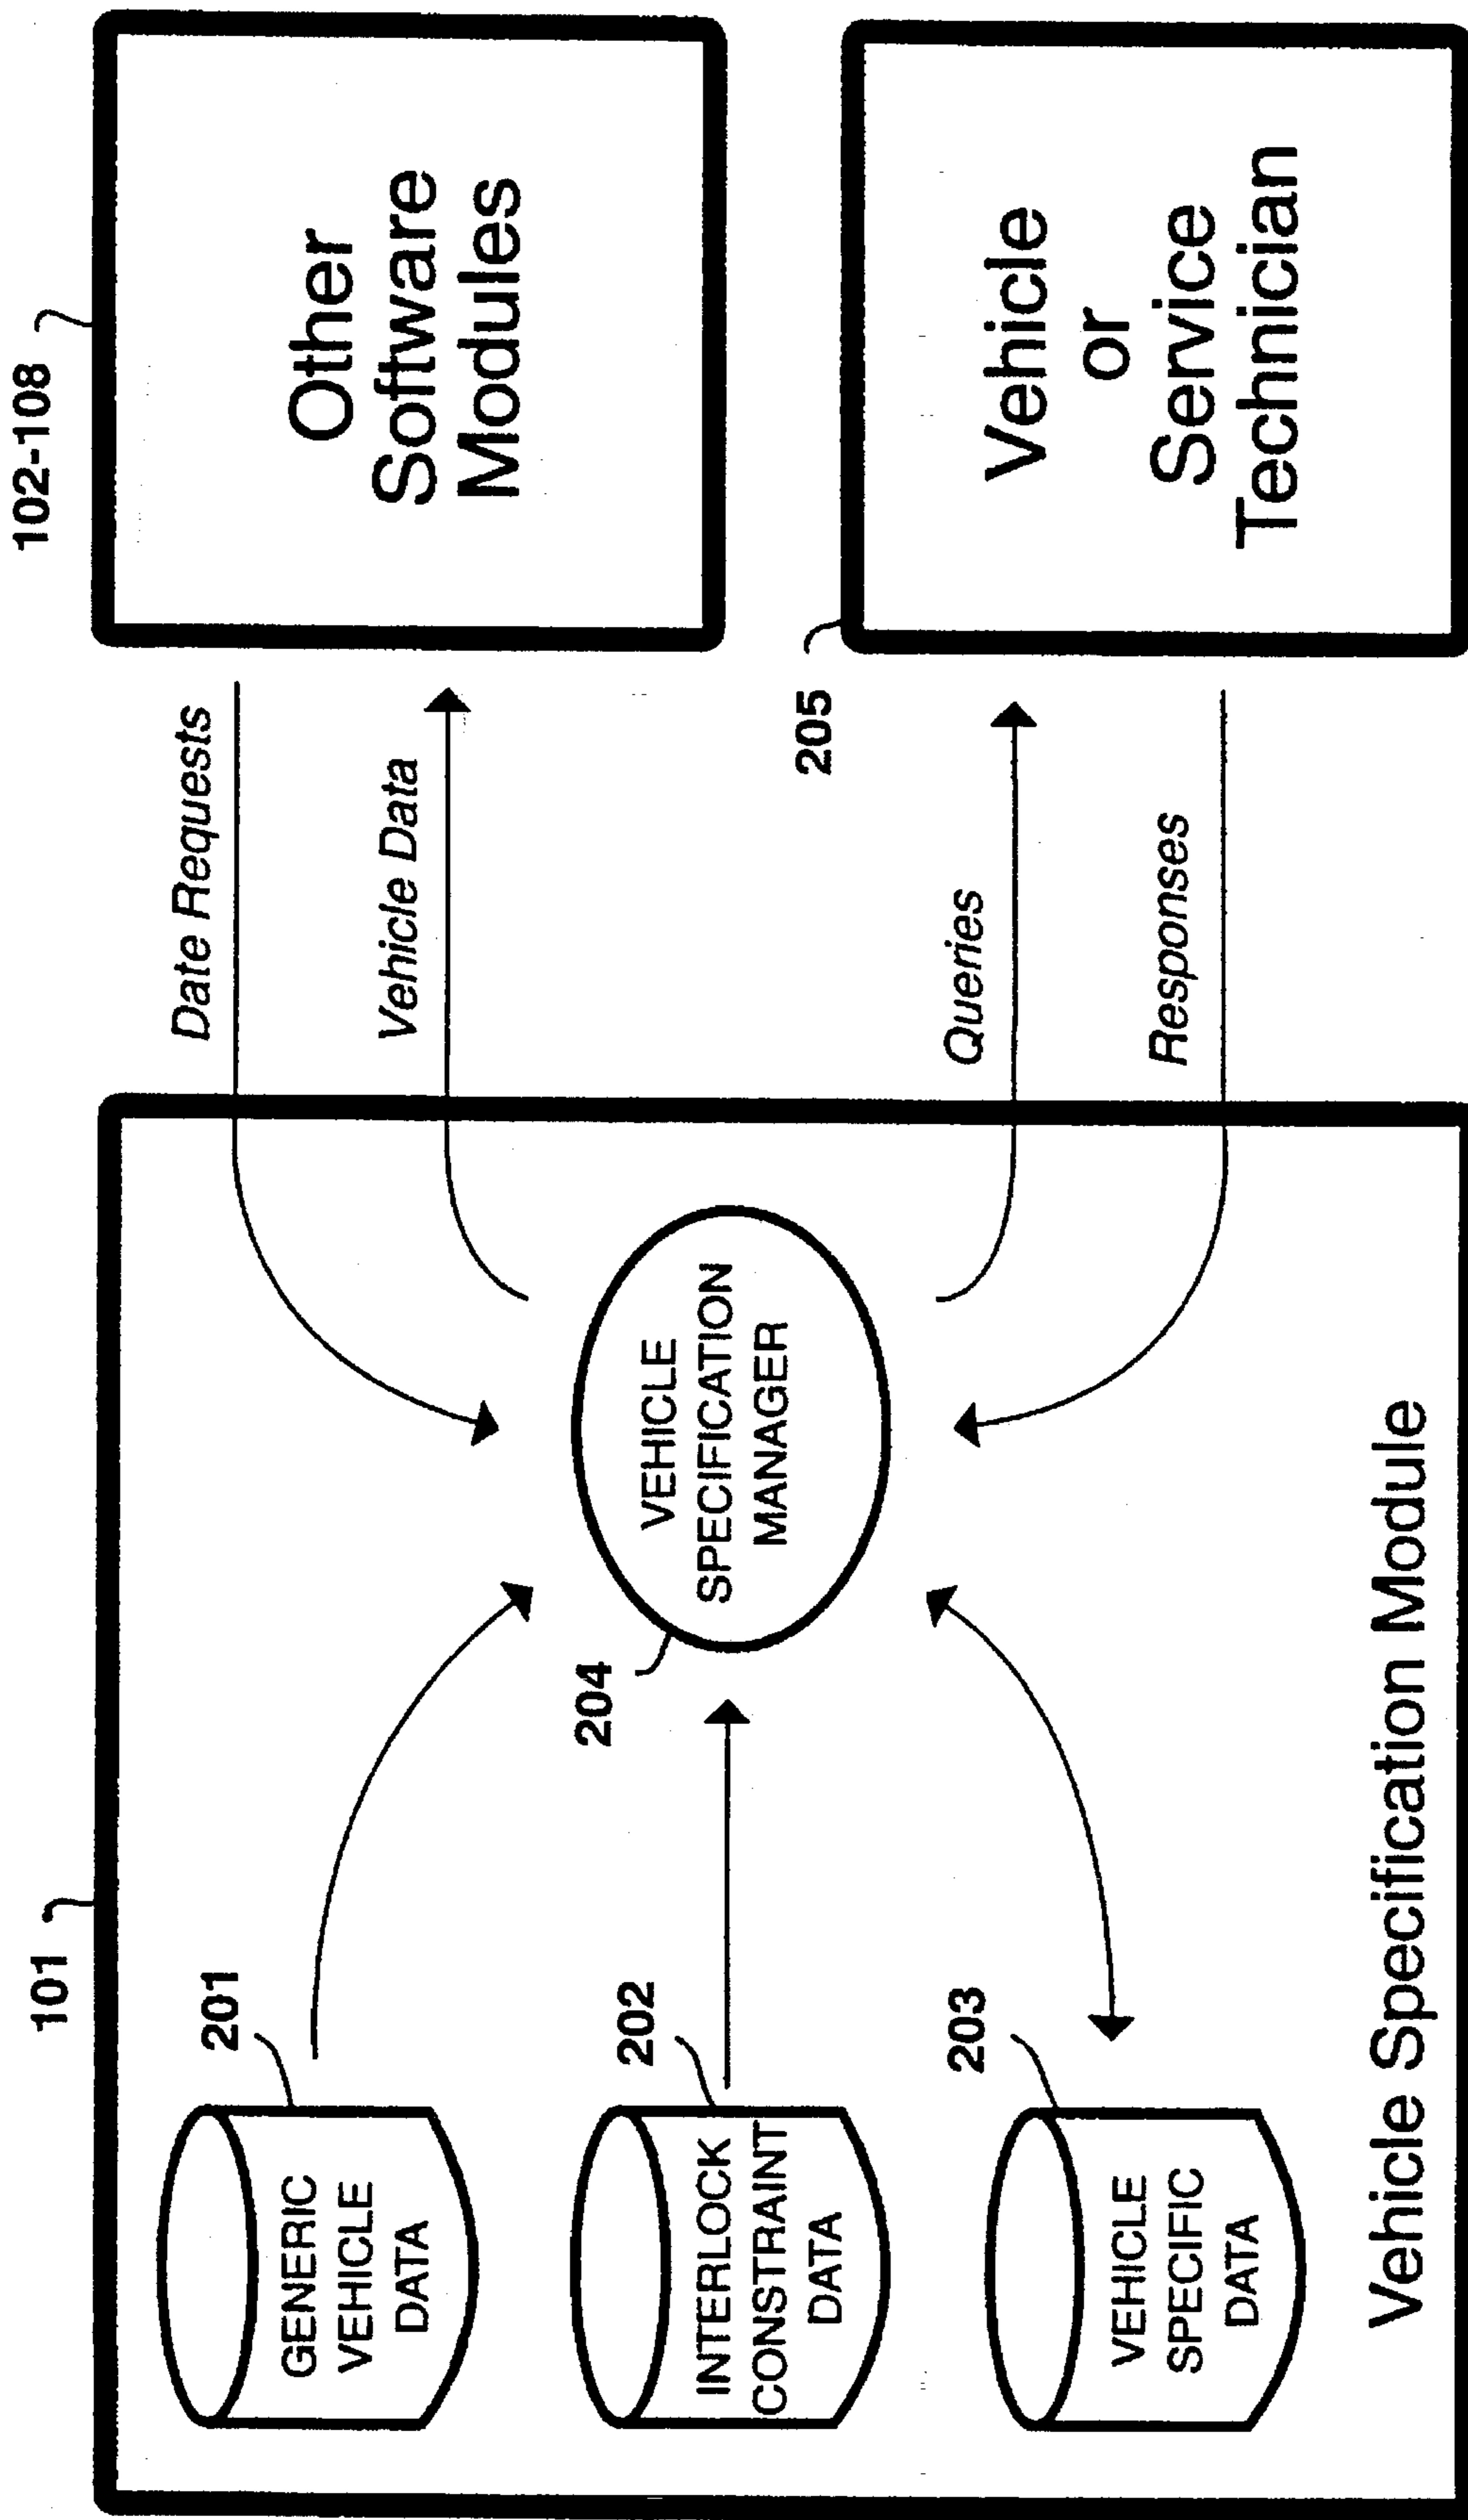 101
102-108
201
GENERIC
VEHICLE
DATA
202
INTERLOCK
CONSTRAINT
DATA
203
VEHICLE
SPECIFIC
DATA
204
VEHICLE
SPECIFICATION
MANAGER
Vehicle Specification Module
Date Requests
Vehicle Data
Queries
Responses
Other
Software
Modules
205
Vehicle
or
Service
Technician